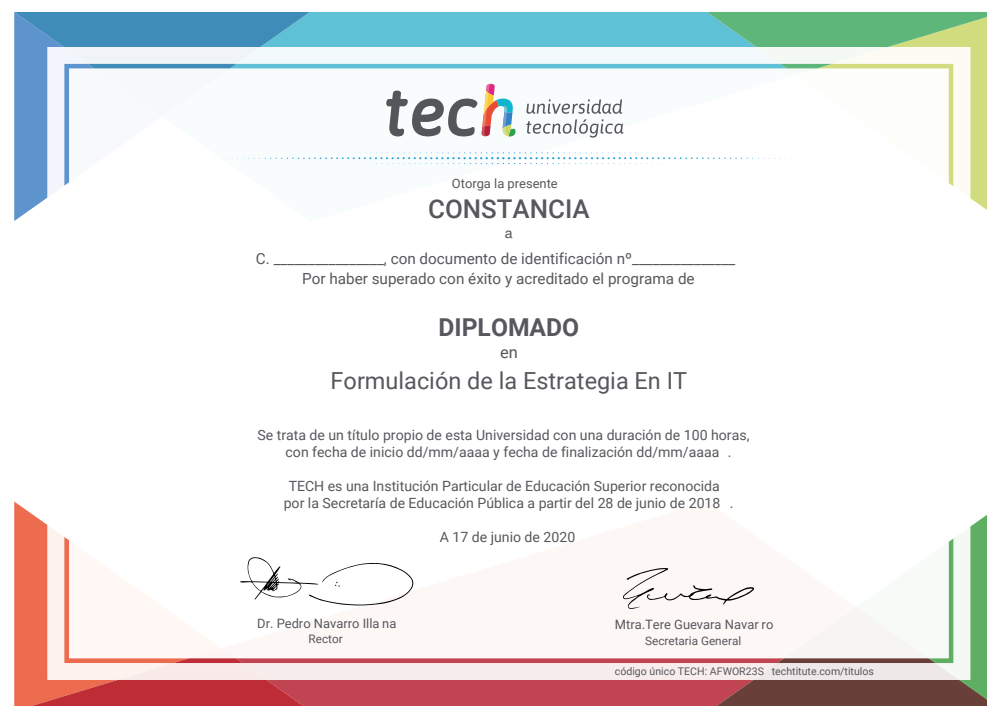 tech universidad
tecnológica
Otorga la presente
CONSTANCIA
a
C. ________________, con documento de identificación nº_______________
Por haber superado con éxito y acreditado el programa de
DIPLOMADO
en
Formulación de la Estrategia En IT
Se trata de un título propio de esta Universidad con una duración de 100 horas,
con fecha de inicio dd/mm/aaaa y fecha de finalización dd/mm/aaaa .
TECH es una Institución Particular de Educación Superior reconocida
por la Secretaría de Educación Pública a partir del 28 de junio de 2018 .
A 17 de junio de 2020
Dr. Pedro Navarro Illa na
Rector
Mtra.Tere Guevara Navar ro
Secretaria General
código único TECH: AFWOR23S techtitute.com/titulos